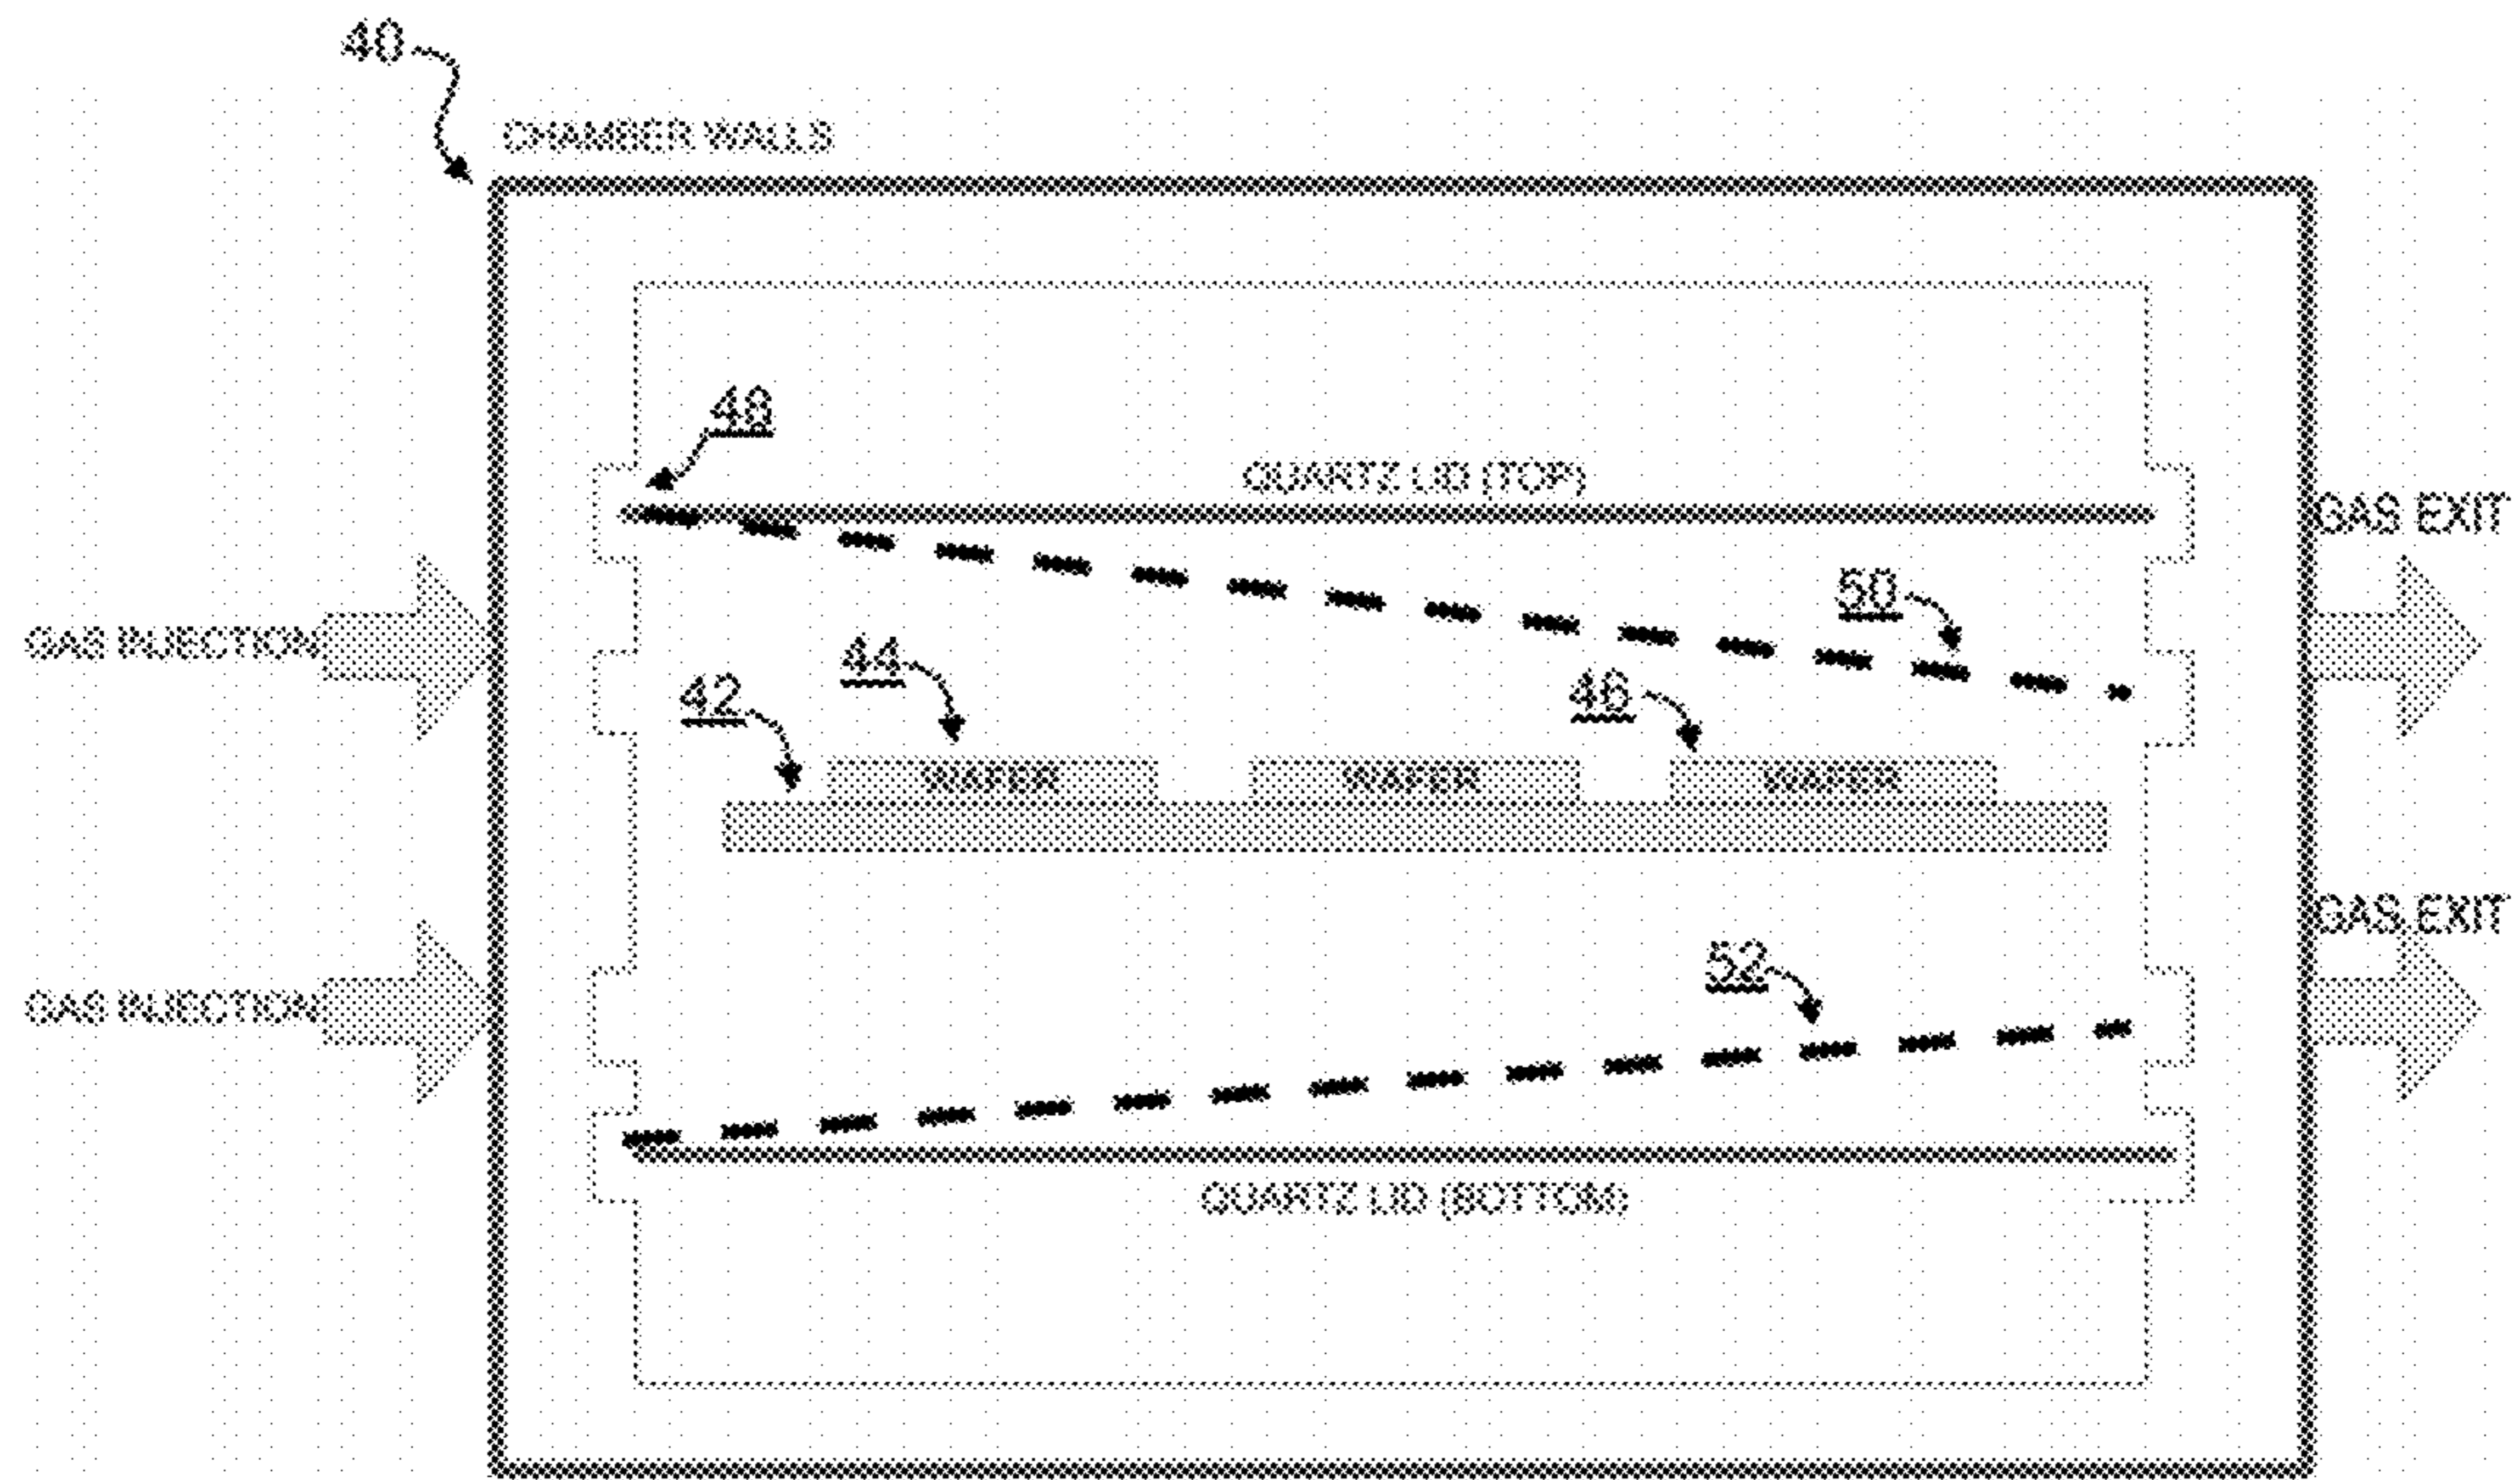 40
CHAMBER WALLS
48
QUARTZ LID (TOP)
GAS EXIT
50
GAS INJECTION
44
42
46
WAFER
WAFER
WAFER
GAS EXIT
52
GAS INJECTION
QUARTZ LID (BOTTOM)